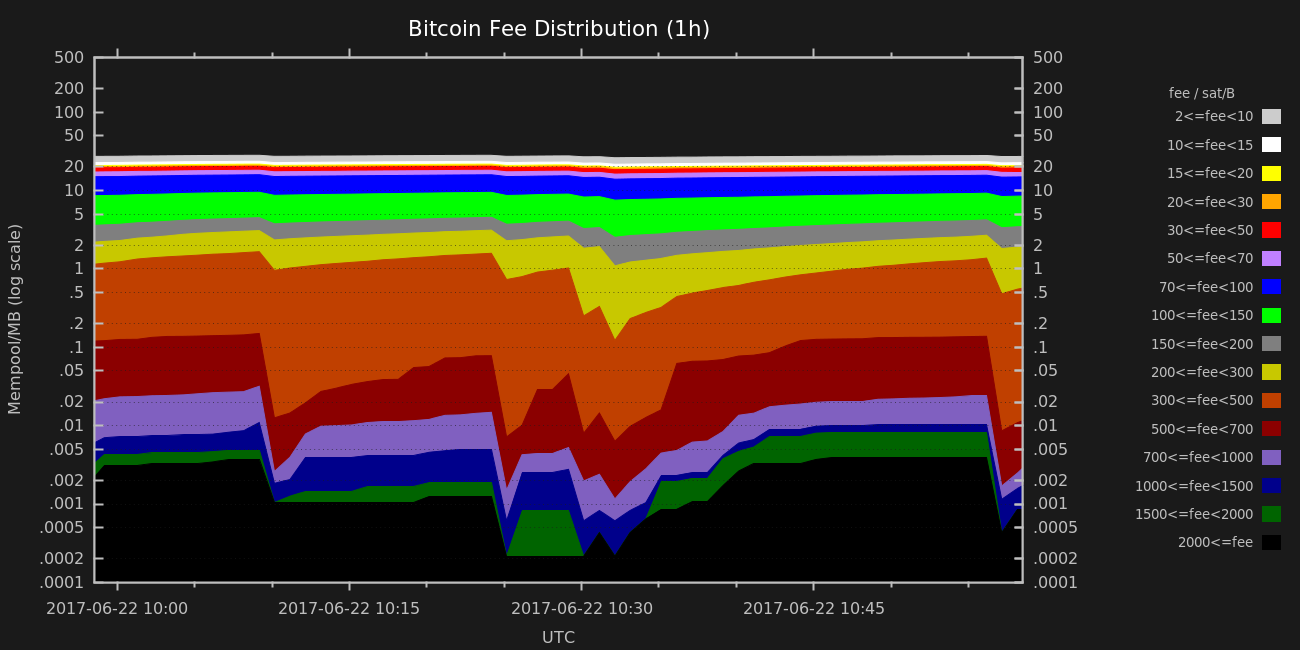 Bitcoin Fee Distribution (1h)
Mempool/MB (log scale)
500
200
100
50
20
10
5
2
1
.5
.2
.1
.05
.02
.01
.005
.002
.001
.0005
.0002
.0001
500
200
100
50
20
10
5
2
1
.5
.2
.1
.05
.02
.01
.005
.002
.001
.0005
.0002
.0001
fee / sat/B
2<=fee<10
10<=fee<15
15<=fee<20
20<=fee<30
30<=fee<50
50<=fee<70
70<=fee<100
100<=fee<150
150<=fee<200
200<=fee<300
300<=fee<500
500<=fee<700
700<=fee<1000
1000<=fee<1500
1500<=fee<2000
2000<=fee
2017-06-22 10:00
2017-06-22 10:15
2017-06-22 10:30
2017-06-22 10:45
UTC